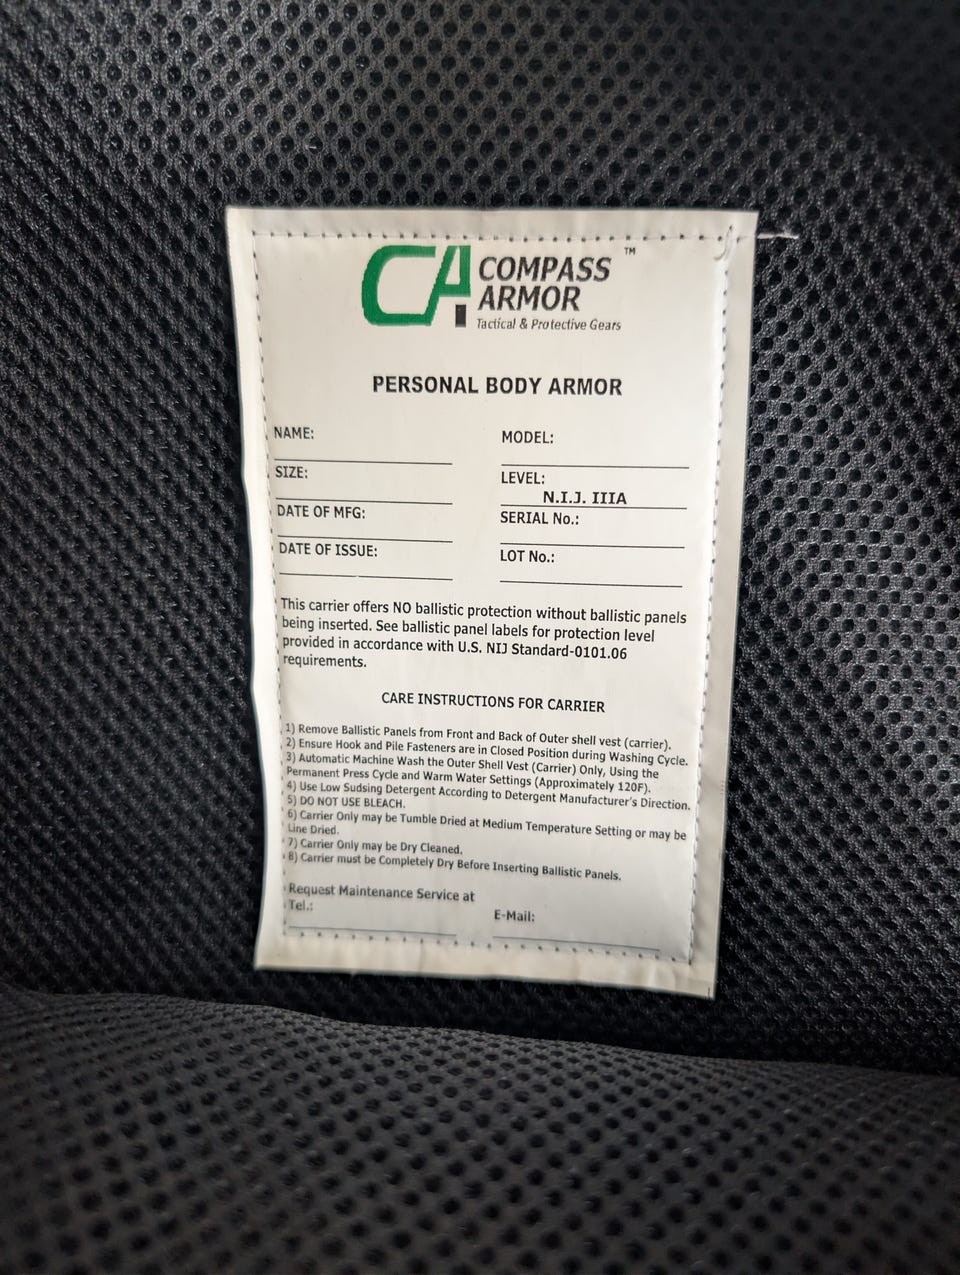 CA COMPASS ARMOR ™
Tactical & Protective Gears
PERSONAL BODY ARMOR
NAME:
MODEL:
SIZE:
LEVEL:
N.I.J. IIIA
DATE OF MFG:
SERIAL No.:
DATE OF ISSUE:
LOT No.:
This carrier offers NO ballistic protection without ballistic panels
being inserted. See ballistic panel labels for protection level
provided in accordance with U.S. NIJ Standard-0101.06
requirements.
CARE INSTRUCTIONS FOR CARRIER
1) Remove Ballistic Panels from Front and Back of Outer shell vest (carrier).
2) Ensure Hook and Pile Fasteners are in Closed Position during Washing Cycle.
3) Automatic Machine Wash the Outer Shell Vest (Carrier) Only, Using the
Permanent Press Cycle and Warm Water Settings (Approximately 120F).
4) Use Low Sudsing Detergent According to Detergent Manufacturer's Direction.
5) DO NOT USE BLEACH.
6) Carrier Only may be Tumble Dried at Medium Temperature Setting or may be
Line Dried.
7) Carrier Only may be Dry Cleaned.
8) Carrier must be Completely Dry Before Inserting Ballistic Panels.
Request Maintenance Service at
Tel.:
E-Mail: